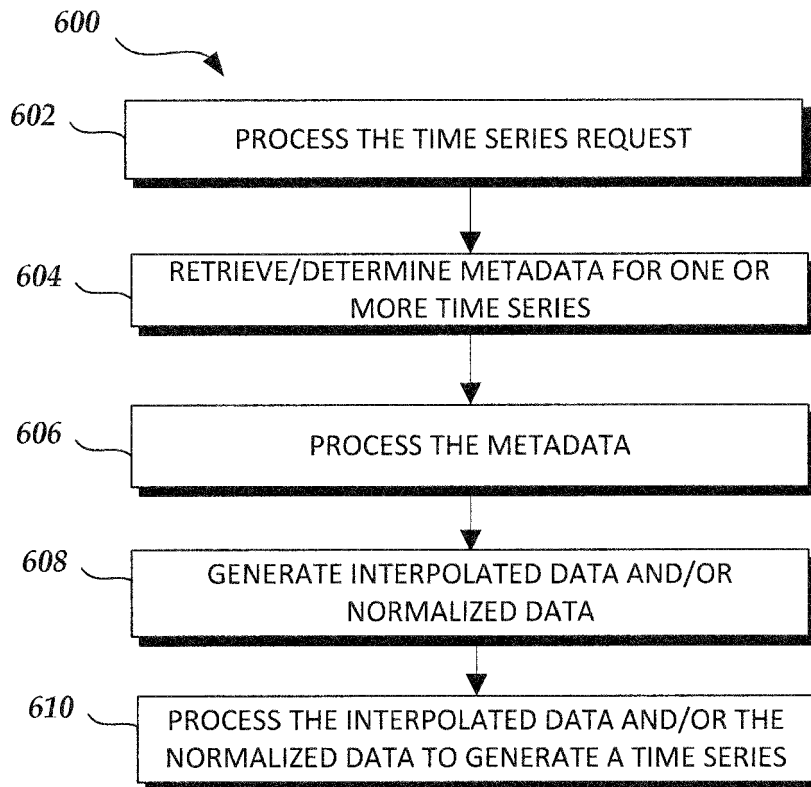 600
602
PROCESS THE TIME SERIES REQUEST
604
RETRIEVE/DETERMINE METADATA FOR ONE OR
MORE TIME SERIES
606
PROCESS THE METADATA
608
GENERATE INTERPOLATED DATA AND/OR
NORMALIZED DATA
610
PROCESS THE INTERPOLATED DATA AND/OR THE
NORMALIZED DATA TO GENERATE A TIME SERIES